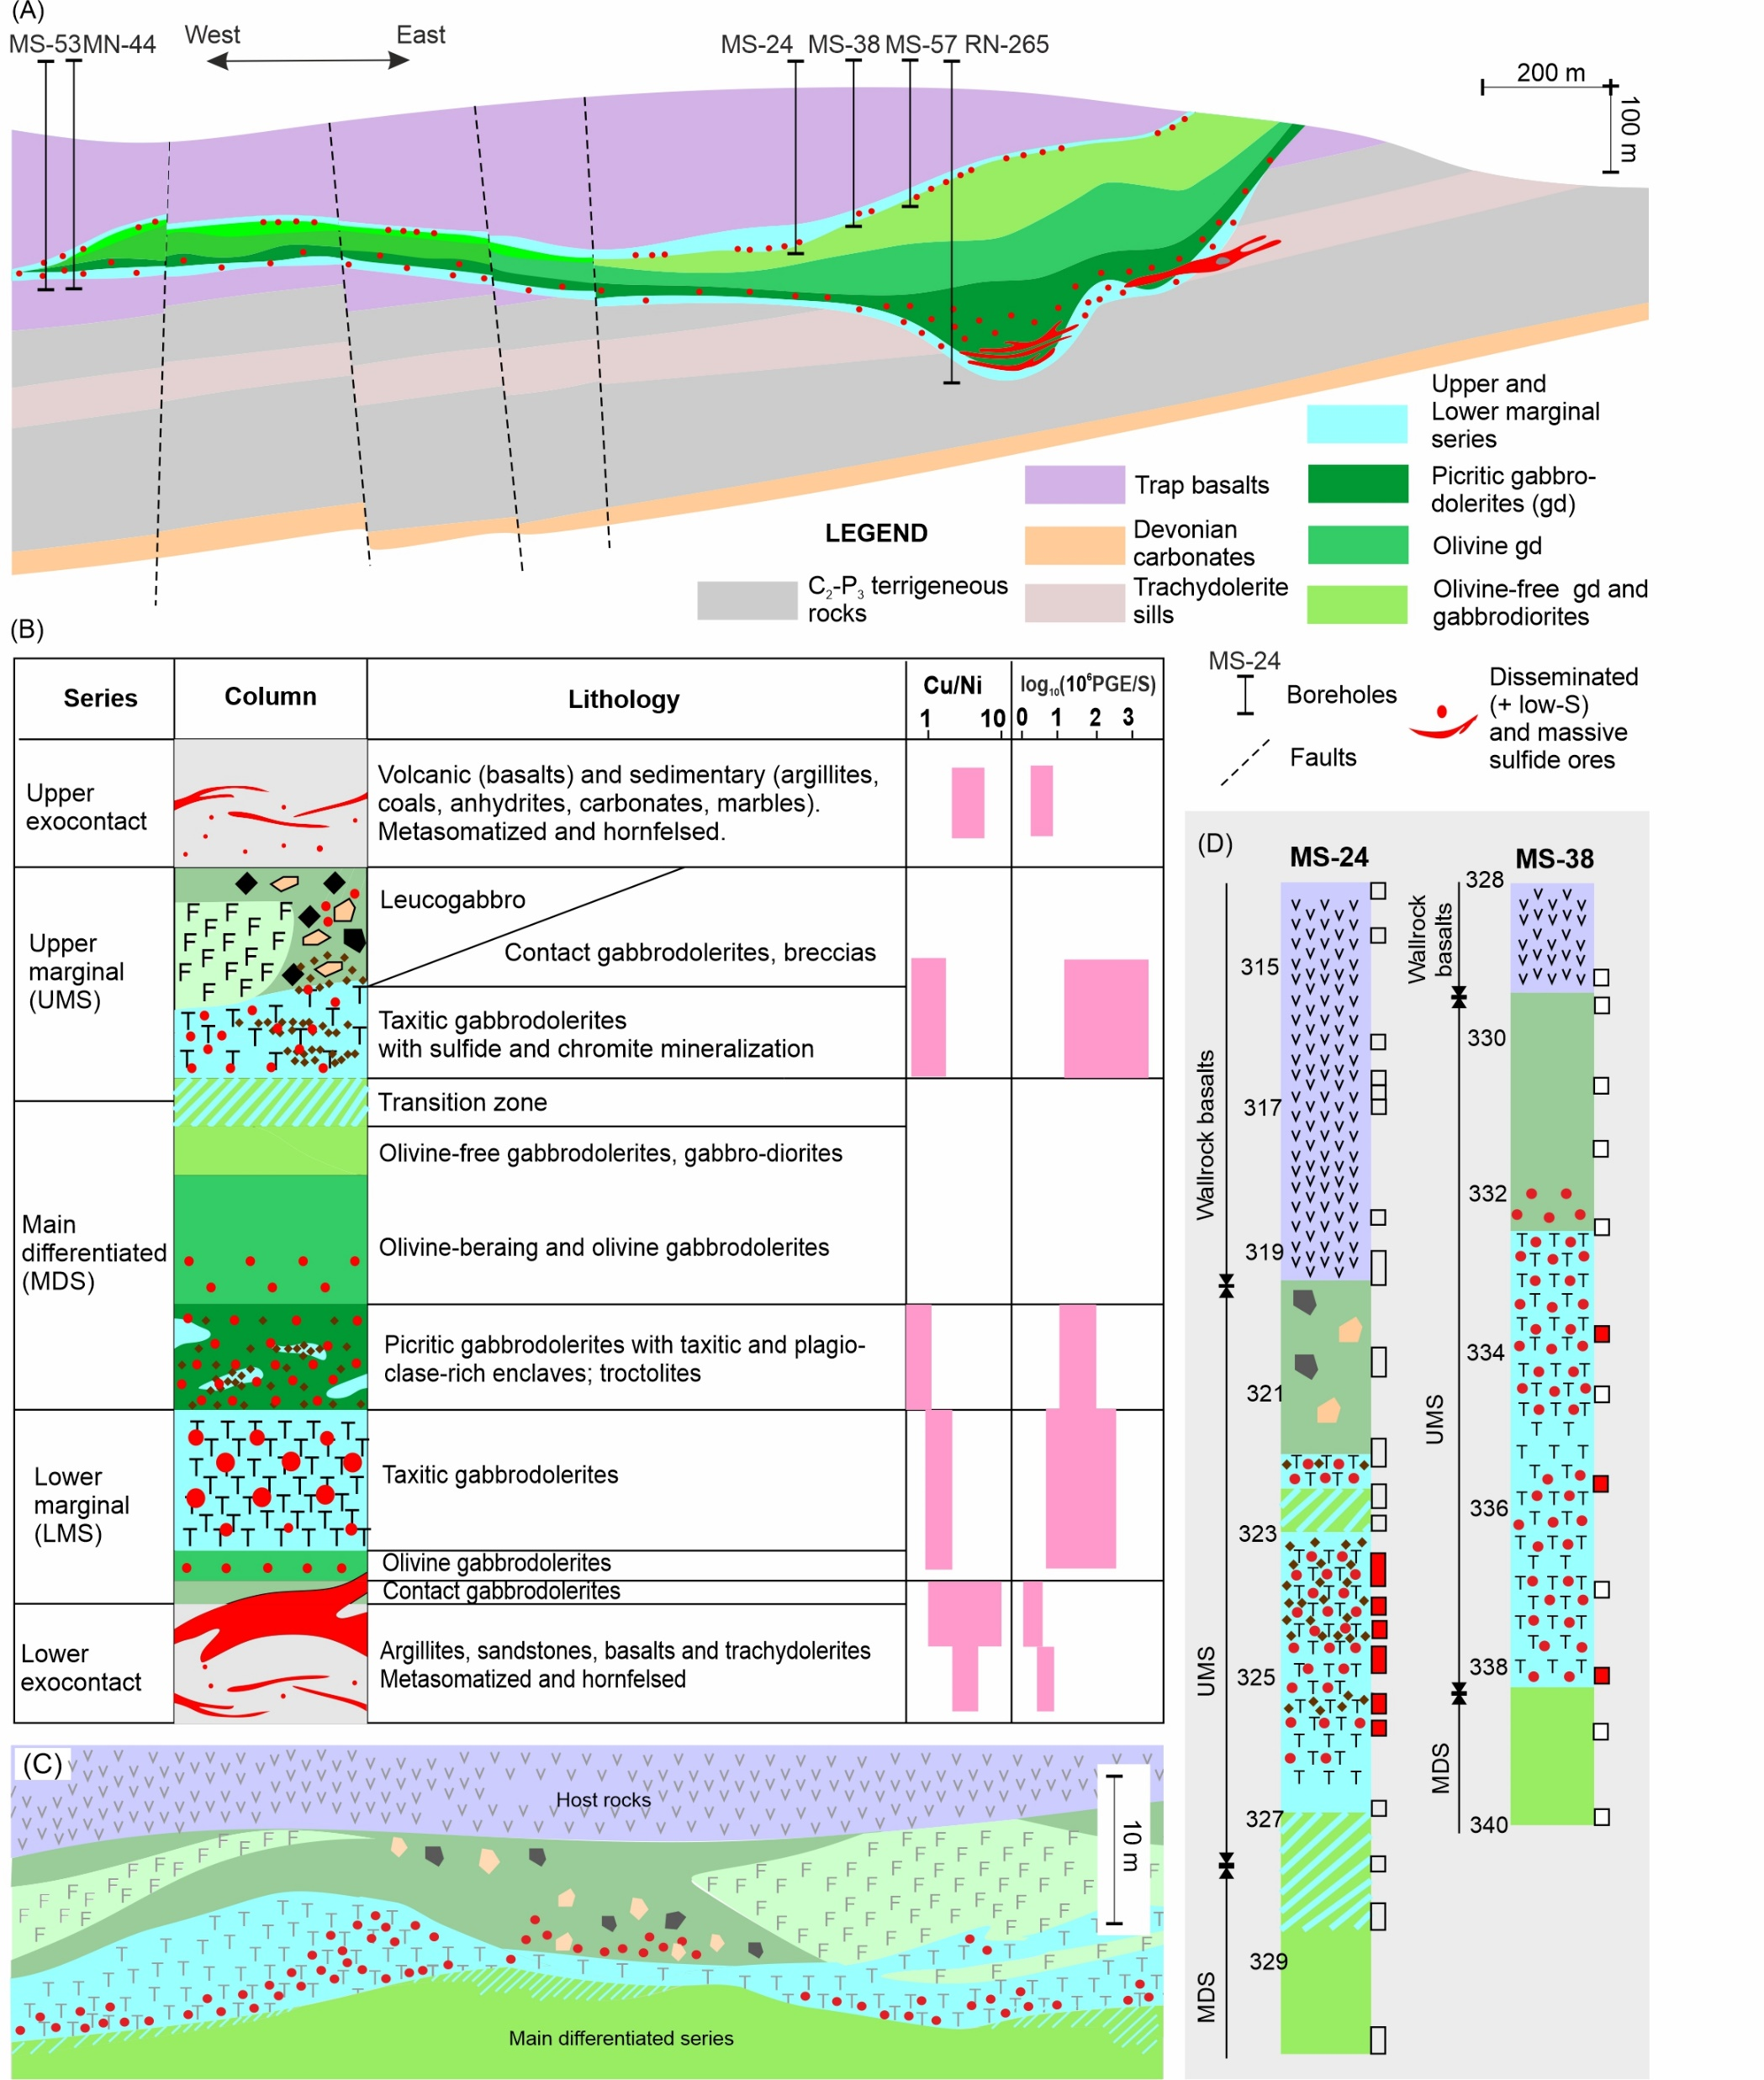 (A)
MS-53 MN-44
West
East
MS-24 MS-38 MS-57 RN-265
200 m
100 m
Upper and
Lower marginal
series
Trap basalts
Picritic gabbro-
dolerites (gd)
LEGEND
Devonian
carbonates
Olivine gd
C2-P3 terrigeneous
rocks
Trachydolerite
sills
Olivine-free gd and
gabbrodiorites
MS-24
Boreholes
Faults
Disseminated
(+ low-S)
and massive
sulfide ores
(B)
Series
Column
Lithology
Cu/Ni
1 10
log10(10⁶PGE/S)
0 1 2 3
Upper
exocontact
Volcanic (basalts) and sedimentary (argillites,
coals, anhydrites, carbonates, marbles).
Metasomatized and hornfelsed.
Upper
marginal
(UMS)
F F F F
F F F
F F F F
F F F
F F F F
F F
Leucogabbro
Contact gabbrodolerites, breccias
Taxitic gabbrodolerites
with sulfide and chromite mineralization
Transition zone
Main
differentiated
(MDS)
Olivine-free gabbrodolerites, gabbro-diorites
Olivine-beraing and olivine gabbrodolerites
Picritic gabbrodolerites with taxitic and plagio-
clase-rich enclaves; troctolites
Lower
marginal
(LMS)
Taxitic gabbrodolerites
Olivine gabbrodolerites
Contact gabbrodolerites
Lower
exocontact
Argillites, sandstones, basalts and trachydolerites
Metasomatized and hornfelsed
(C)
Host rocks
10 m
Main differentiated series
(D)
MS-24
Wallrock basalts
UMS
MDS
315
317
319
321
323
325
327
329
MS-38
Wallrock
basalts
UMS
MDS
328
330
332
334
336
338
340